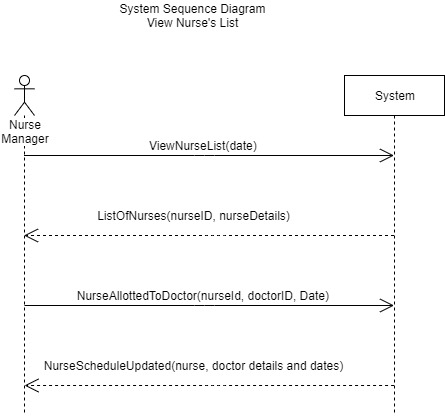 System Sequence Diagram
View Nurse's List
Nurse
Manager
System
ViewNurseList(date)
ListOfNurses(nurseID, nurseDetails)
NurseAllottedToDoctor(nurseId, doctorID, Date)
NurseScheduleUpdated(nurse, doctor details and dates)